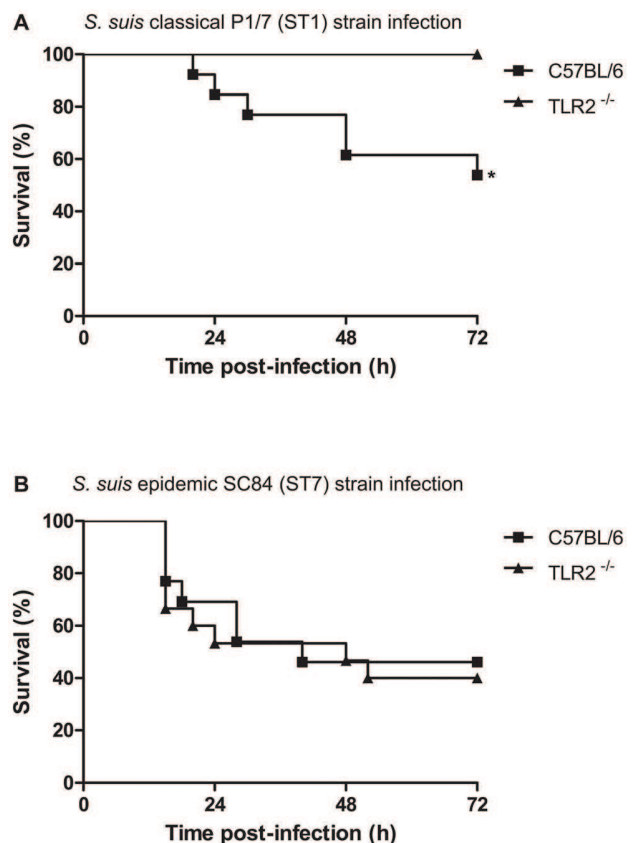 A S. suis classical P1/7 (ST1) strain infection
C57BL/6
TLR2 -/-
100
80
60
40
20
0
Survival (%)
*
0 24 48 72
Time post-infection (h)
B S. suis epidemic SC84 (ST7) strain infection
C57BL/6
TLR2 -/-
100
80
60
40
20
0
Survival (%)
0 24 48 72
Time post-infection (h)